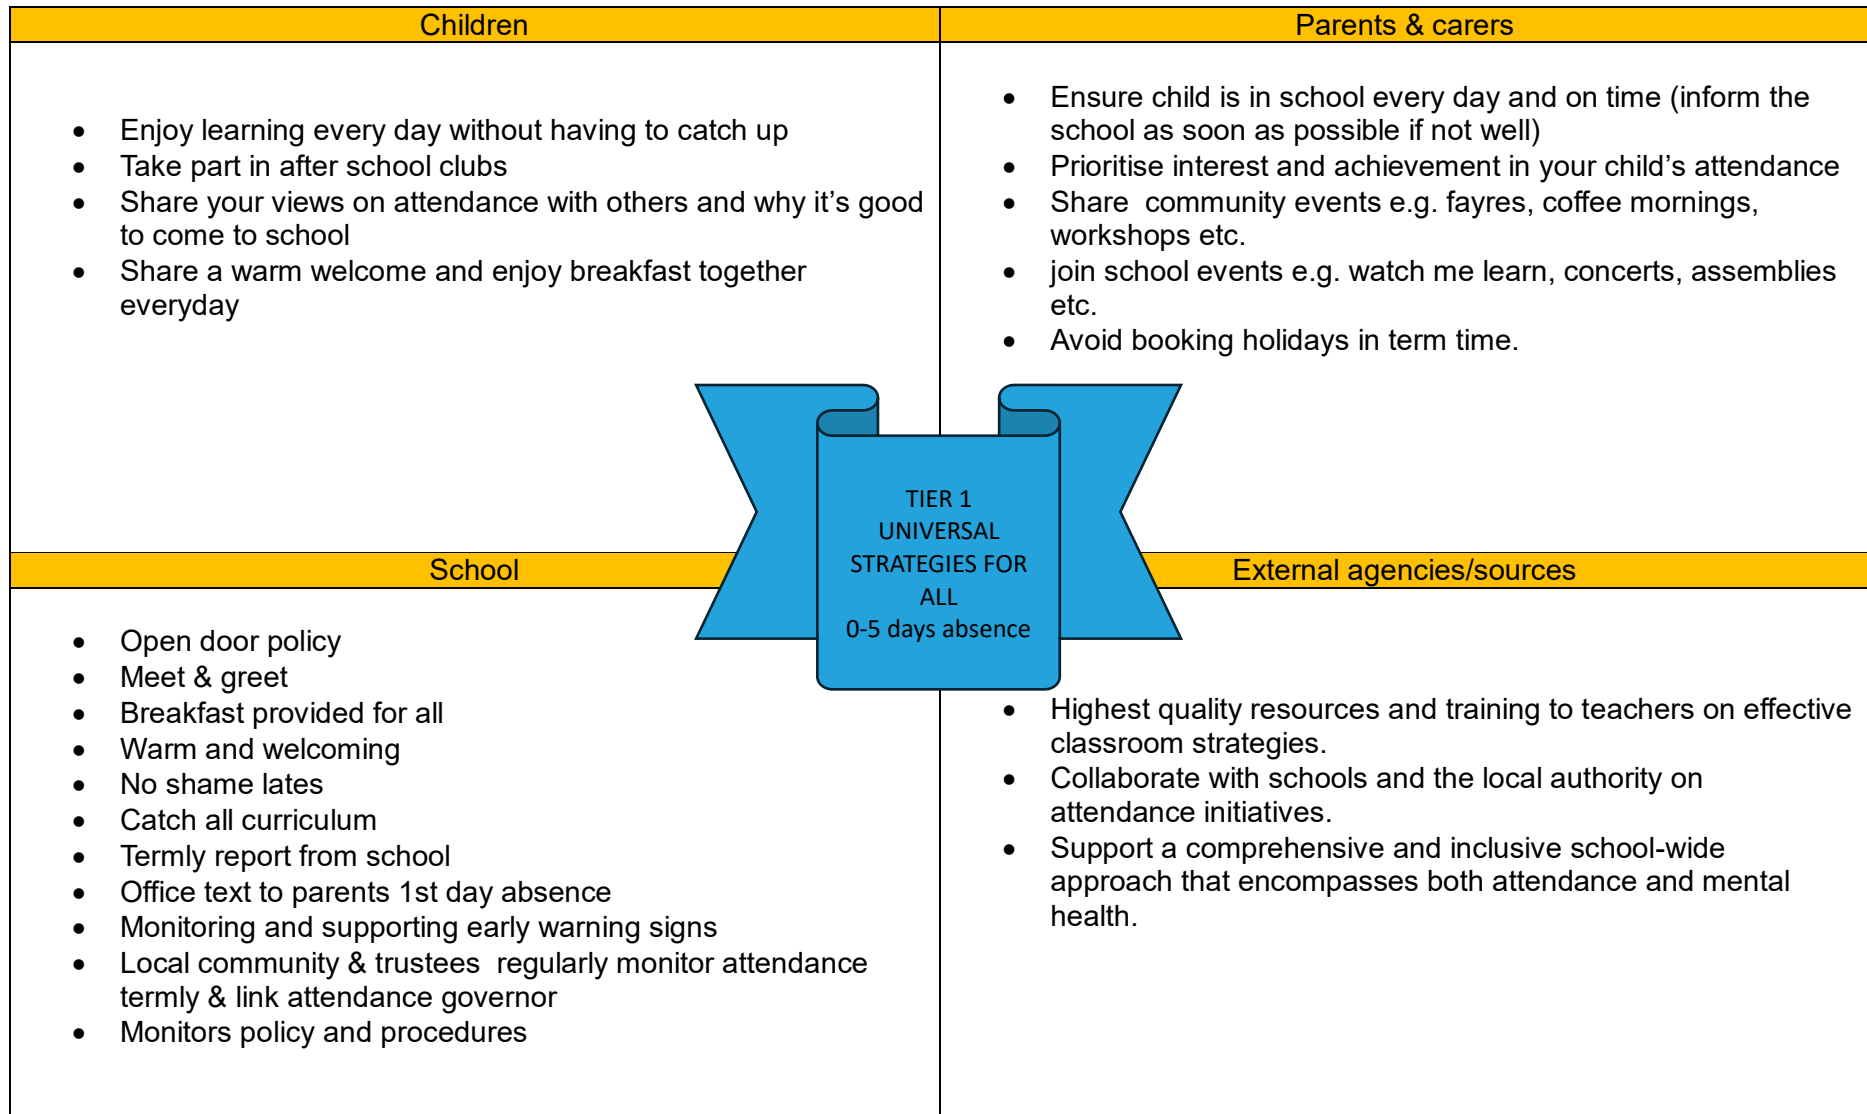 Children
• Enjoy learning every day without having to catch up
• Take part in after school clubs
• Share your views on attendance with others and why it’s good
to come to school
• Share a warm welcome and enjoy breakfast together
everyday
Parents & carers
• Ensure child is in school every day and on time (inform the
school as soon as possible if not well)
• Prioritise interest and achievement in your child’s attendance
• Share  community events e.g. fayres, coffee mornings,
workshops etc.
• join school events e.g. watch me learn, concerts, assemblies
etc.
• Avoid booking holidays in term time.
TIER 1
UNIVERSAL
STRATEGIES FOR
ALL
0-5 days absence
School
• Open door policy
• Meet & greet
• Breakfast provided for all
• Warm and welcoming
• No shame lates
• Catch all curriculum
• Termly report from school
• Office text to parents 1st day absence
• Monitoring and supporting early warning signs
• Local community & trustees  regularly monitor attendance
termly & link attendance governor
• Monitors policy and procedures
External agencies/sources
• Highest quality resources and training to teachers on effective
classroom strategies.
• Collaborate with schools and the local authority on
attendance initiatives.
• Support a comprehensive and inclusive school-wide
approach that encompasses both attendance and mental
health.